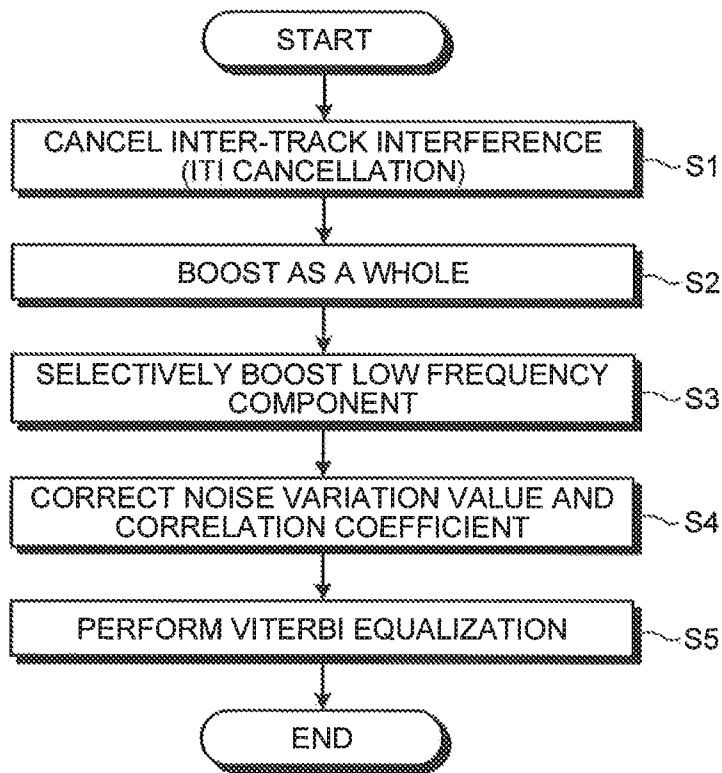 START
CANCEL INTER-TRACK INTERFERENCE
(ITI CANCELLATION)
S1
BOOST AS A WHOLE
S2
SELECTIVELY BOOST LOW FREQUENCY
COMPONENT
S3
CORRECT NOISE VARIATION VALUE AND
CORRELATION COEFFICIENT
S4
PERFORM VITERBI EQUALIZATION
S5
END